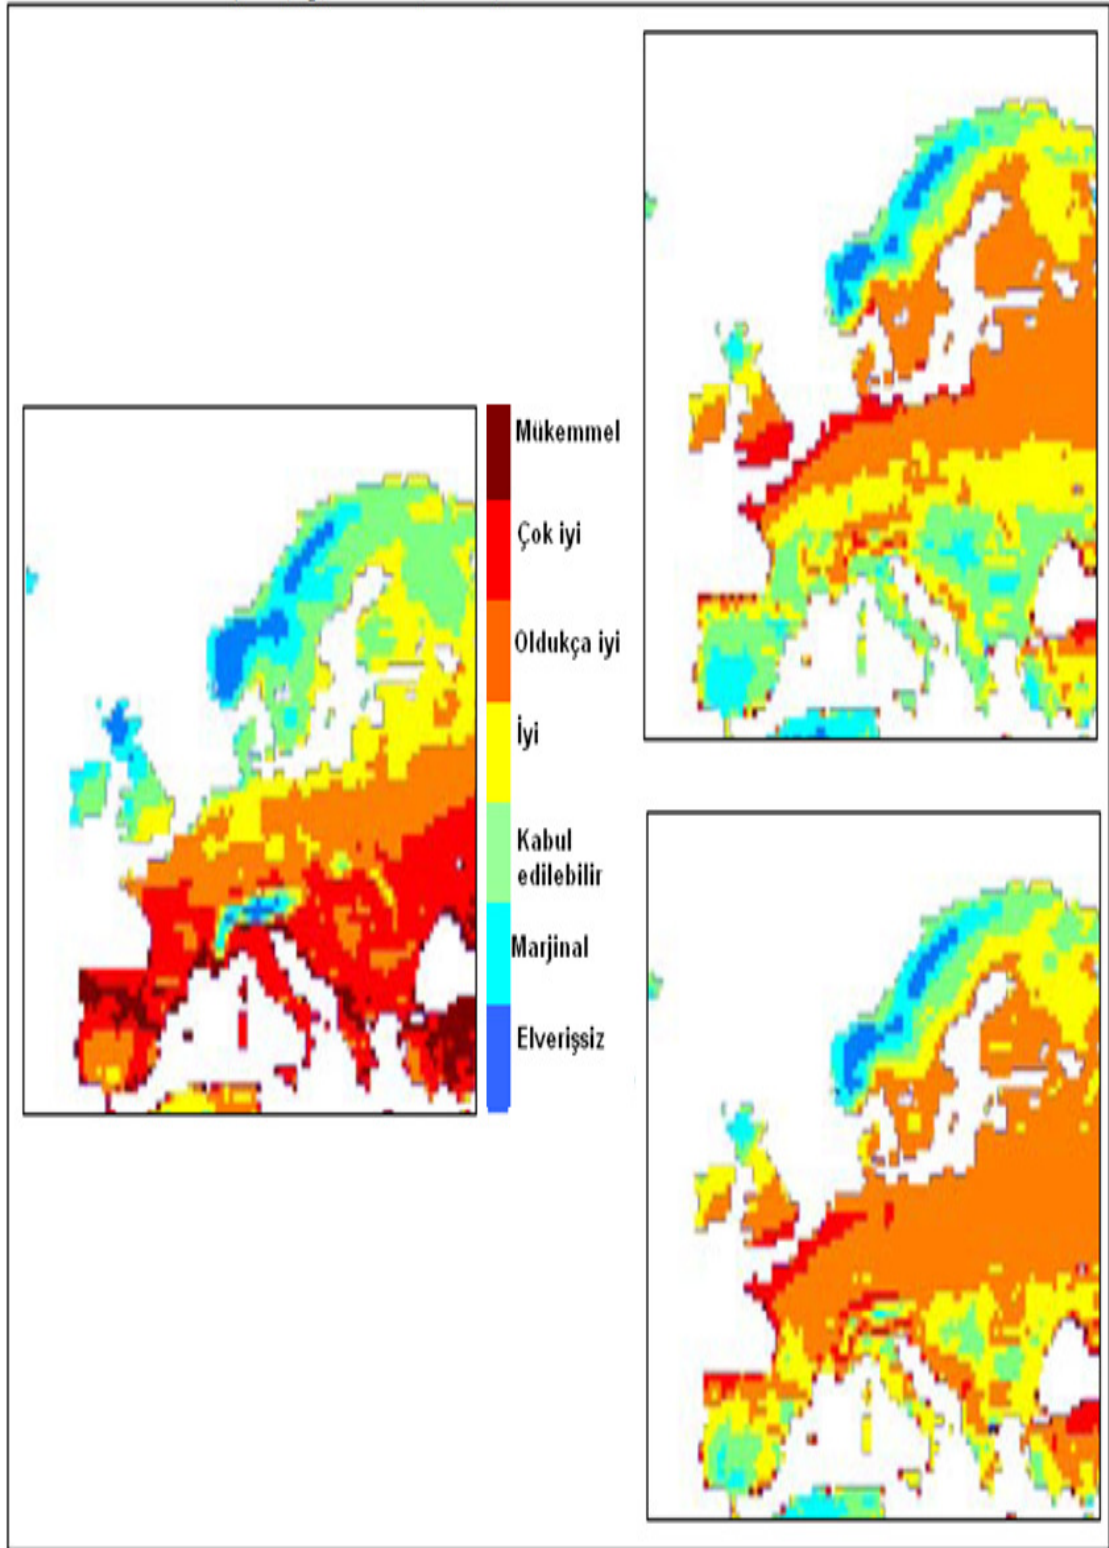 Mükemmel
Çok iyi
Oldukça iyi
İyi
Kabul
edilebilir
Marjinal
Elverişsiz